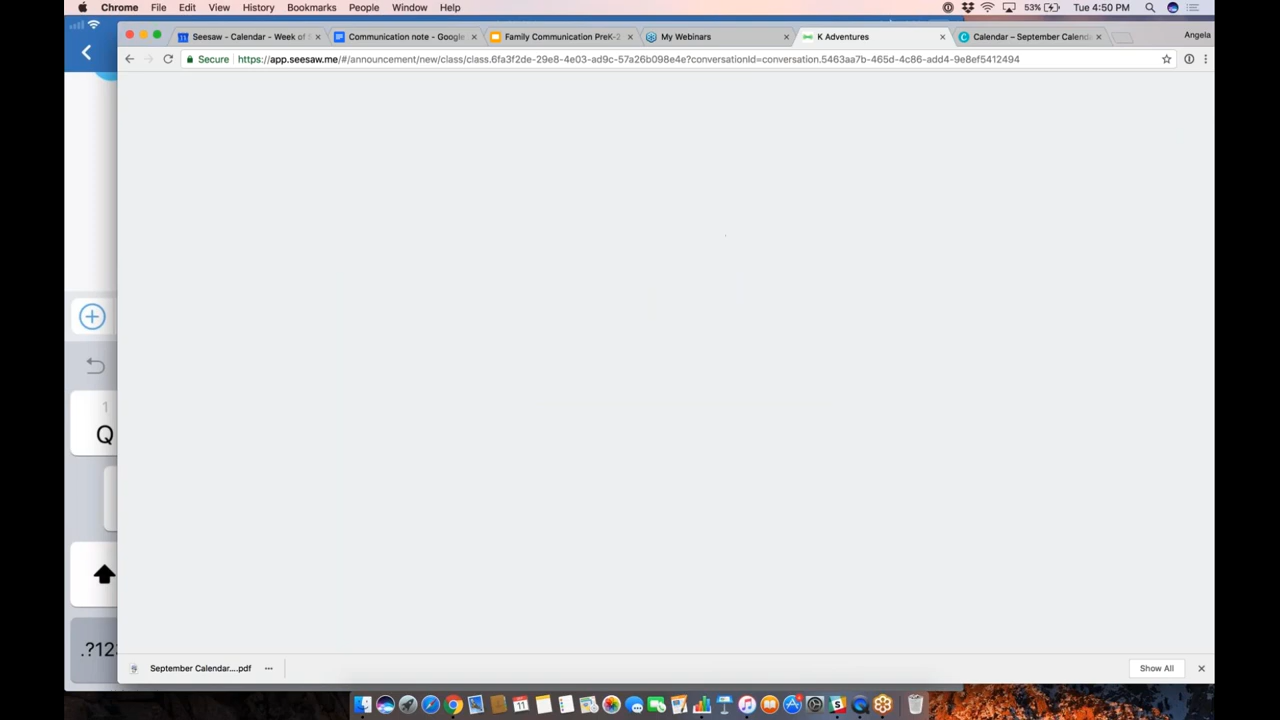 Chrome File Edit View History Bookmarks People Window Help 53% Tue 4:50 PM
Seesaw - Calendar - Week of S
Communication note - Google
Family Communication PreK-2
My Webinars
K Adventures
Calendar – September Calenda
Angela
Secure https://app.seesaw.me/#/announcement/new/class/class.6fa3f2de-29e8-4e03-ad9c-57a26b098e4e?conversationId=conversation.5463aa7b-465d-4c86-add4-9e8ef5412494
1
Q
.?123
September Calendar....pdf
Show All